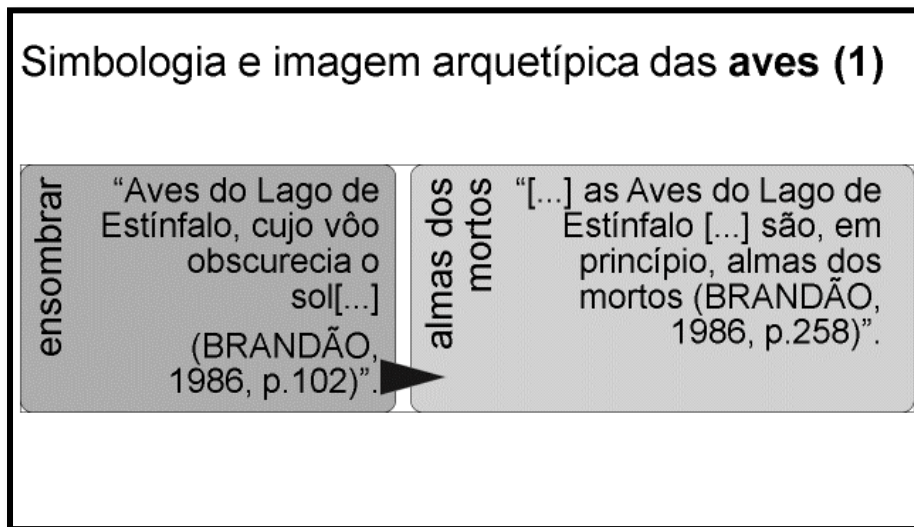 Simbologia e imagem arquetípica das aves (1)
ensombrar
“Aves do Lago de
Estínfalo, cujo vôo
obscurecia o
sol[...]
(BRANDÃO,
1986, p.102)”.
almas dos
mortos
“[...] as Aves do Lago de
Estínfalo [...] são, em
princípio, almas dos
mortos (BRANDÃO,
1986, p.258)”.